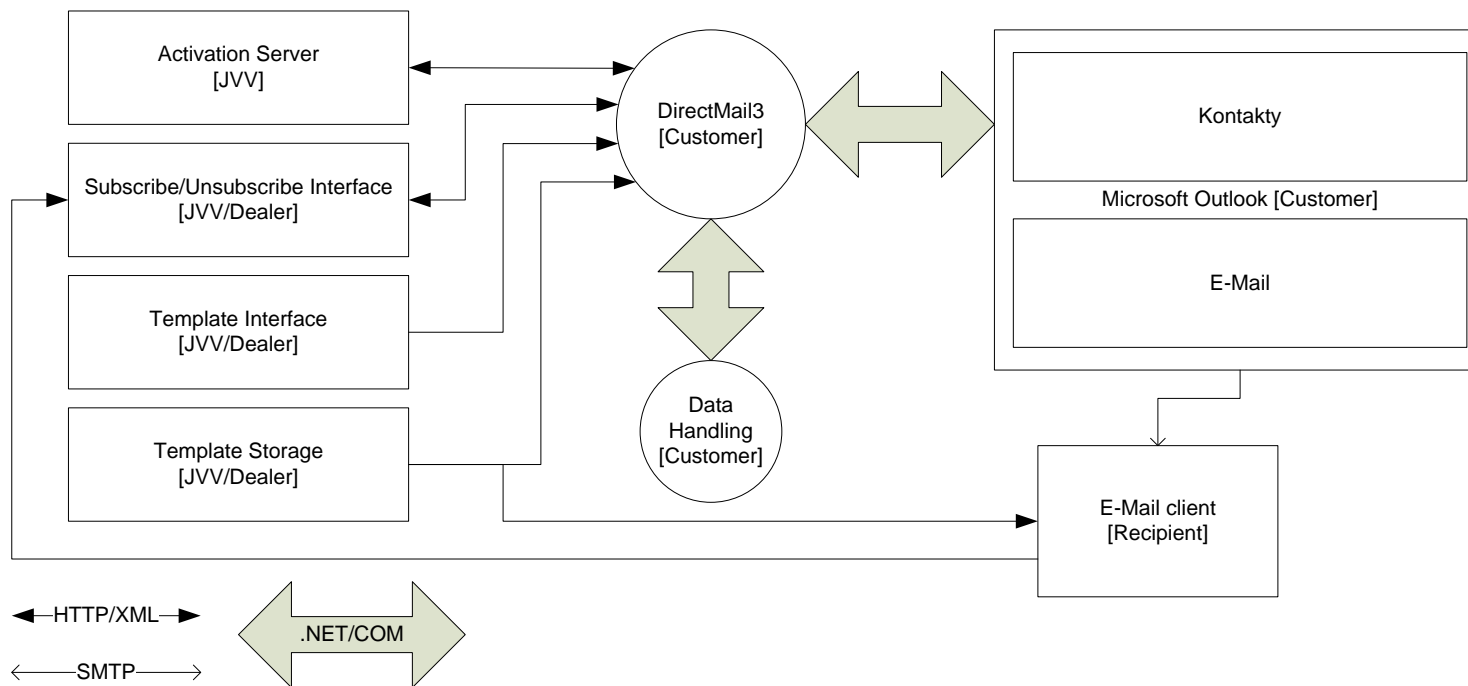 Activation Server
[JVV]
Subscribe/Unsubscribe Interface
[JVV/Dealer]
Template Interface
[JVV/Dealer]
Template Storage
[JVV/Dealer]
DirectMail3
[Customer]
Data
Handling
[Customer]
Kontakty
Microsoft Outlook [Customer]
E-Mail
E-Mail client
[Recipient]
HTTP/XML
.NET/COM
SMTP